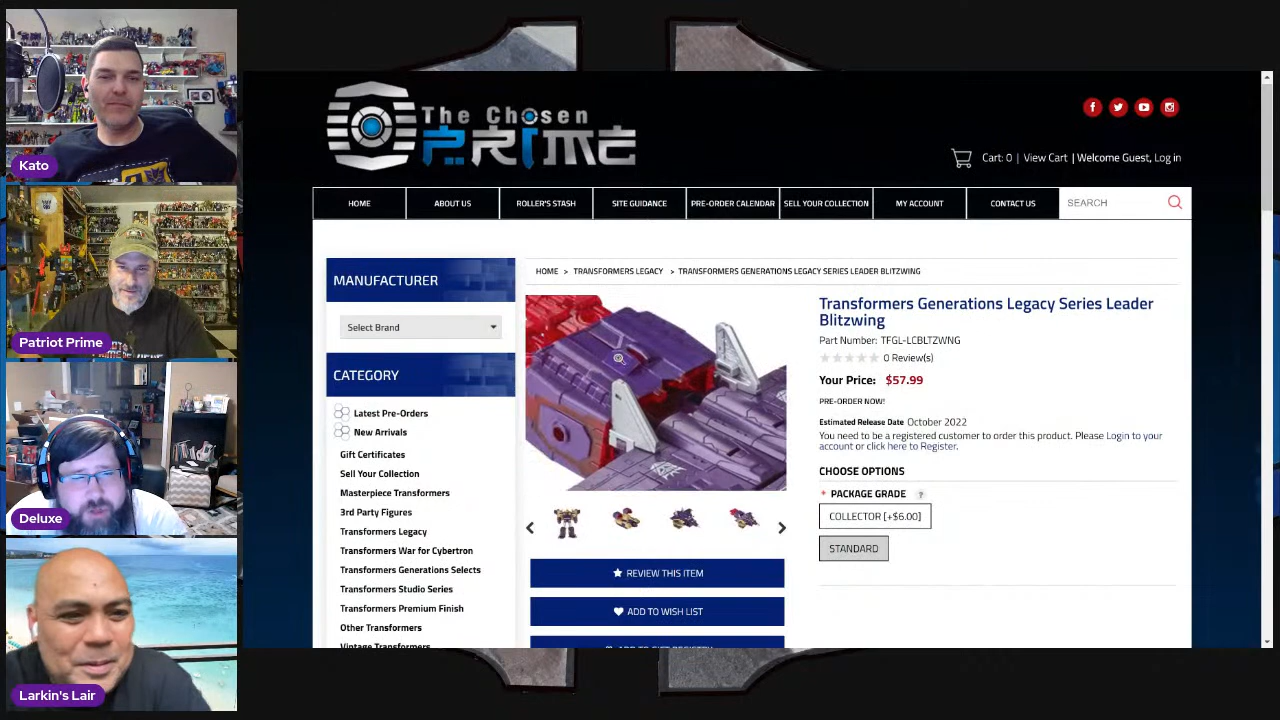 Kato
Patriot Prime
Deluxe
Larkin's Lair
The Chosen
PRIME
Cart: 0 | View Cart | Welcome Guest, Log in
HOME
ABOUT US
ROLLER'S STASH
SITE GUIDANCE
PRE-ORDER CALENDAR
SELL YOUR COLLECTION
MY ACCOUNT
CONTACT US
SEARCH
MANUFACTURER
Select Brand
CATEGORY
Latest Pre-Orders
New Arrivals
Gift Certificates
Sell Your Collection
Masterpiece Transformers
3rd Party Figures
Transformers Legacy
Transformers War for Cybertron
Transformers Generations Selects
Transformers Studio Series
Transformers Premium Finish
Other Transformers
Vintage Transformers
HOME > TRANSFORMERS LEGACY > TRANSFORMERS GENERATIONS LEGACY SERIES LEADER BLITZWING
REVIEW THIS ITEM
ADD TO WISH LIST
ADD TO GIFT REGISTRY
Transformers Generations Legacy Series Leader
Blitzwing
Part Number: TFGL-LCBLTZWNG
0 Review(s)
Your Price: $57.99
PRE-ORDER NOW!
Estimated Release Date October 2022
You need to be a registered customer to order this product. Please Login to your
account or click here to Register.
CHOOSE OPTIONS
* PACKAGE GRADE ?
COLLECTOR [+$6.00]
STANDARD